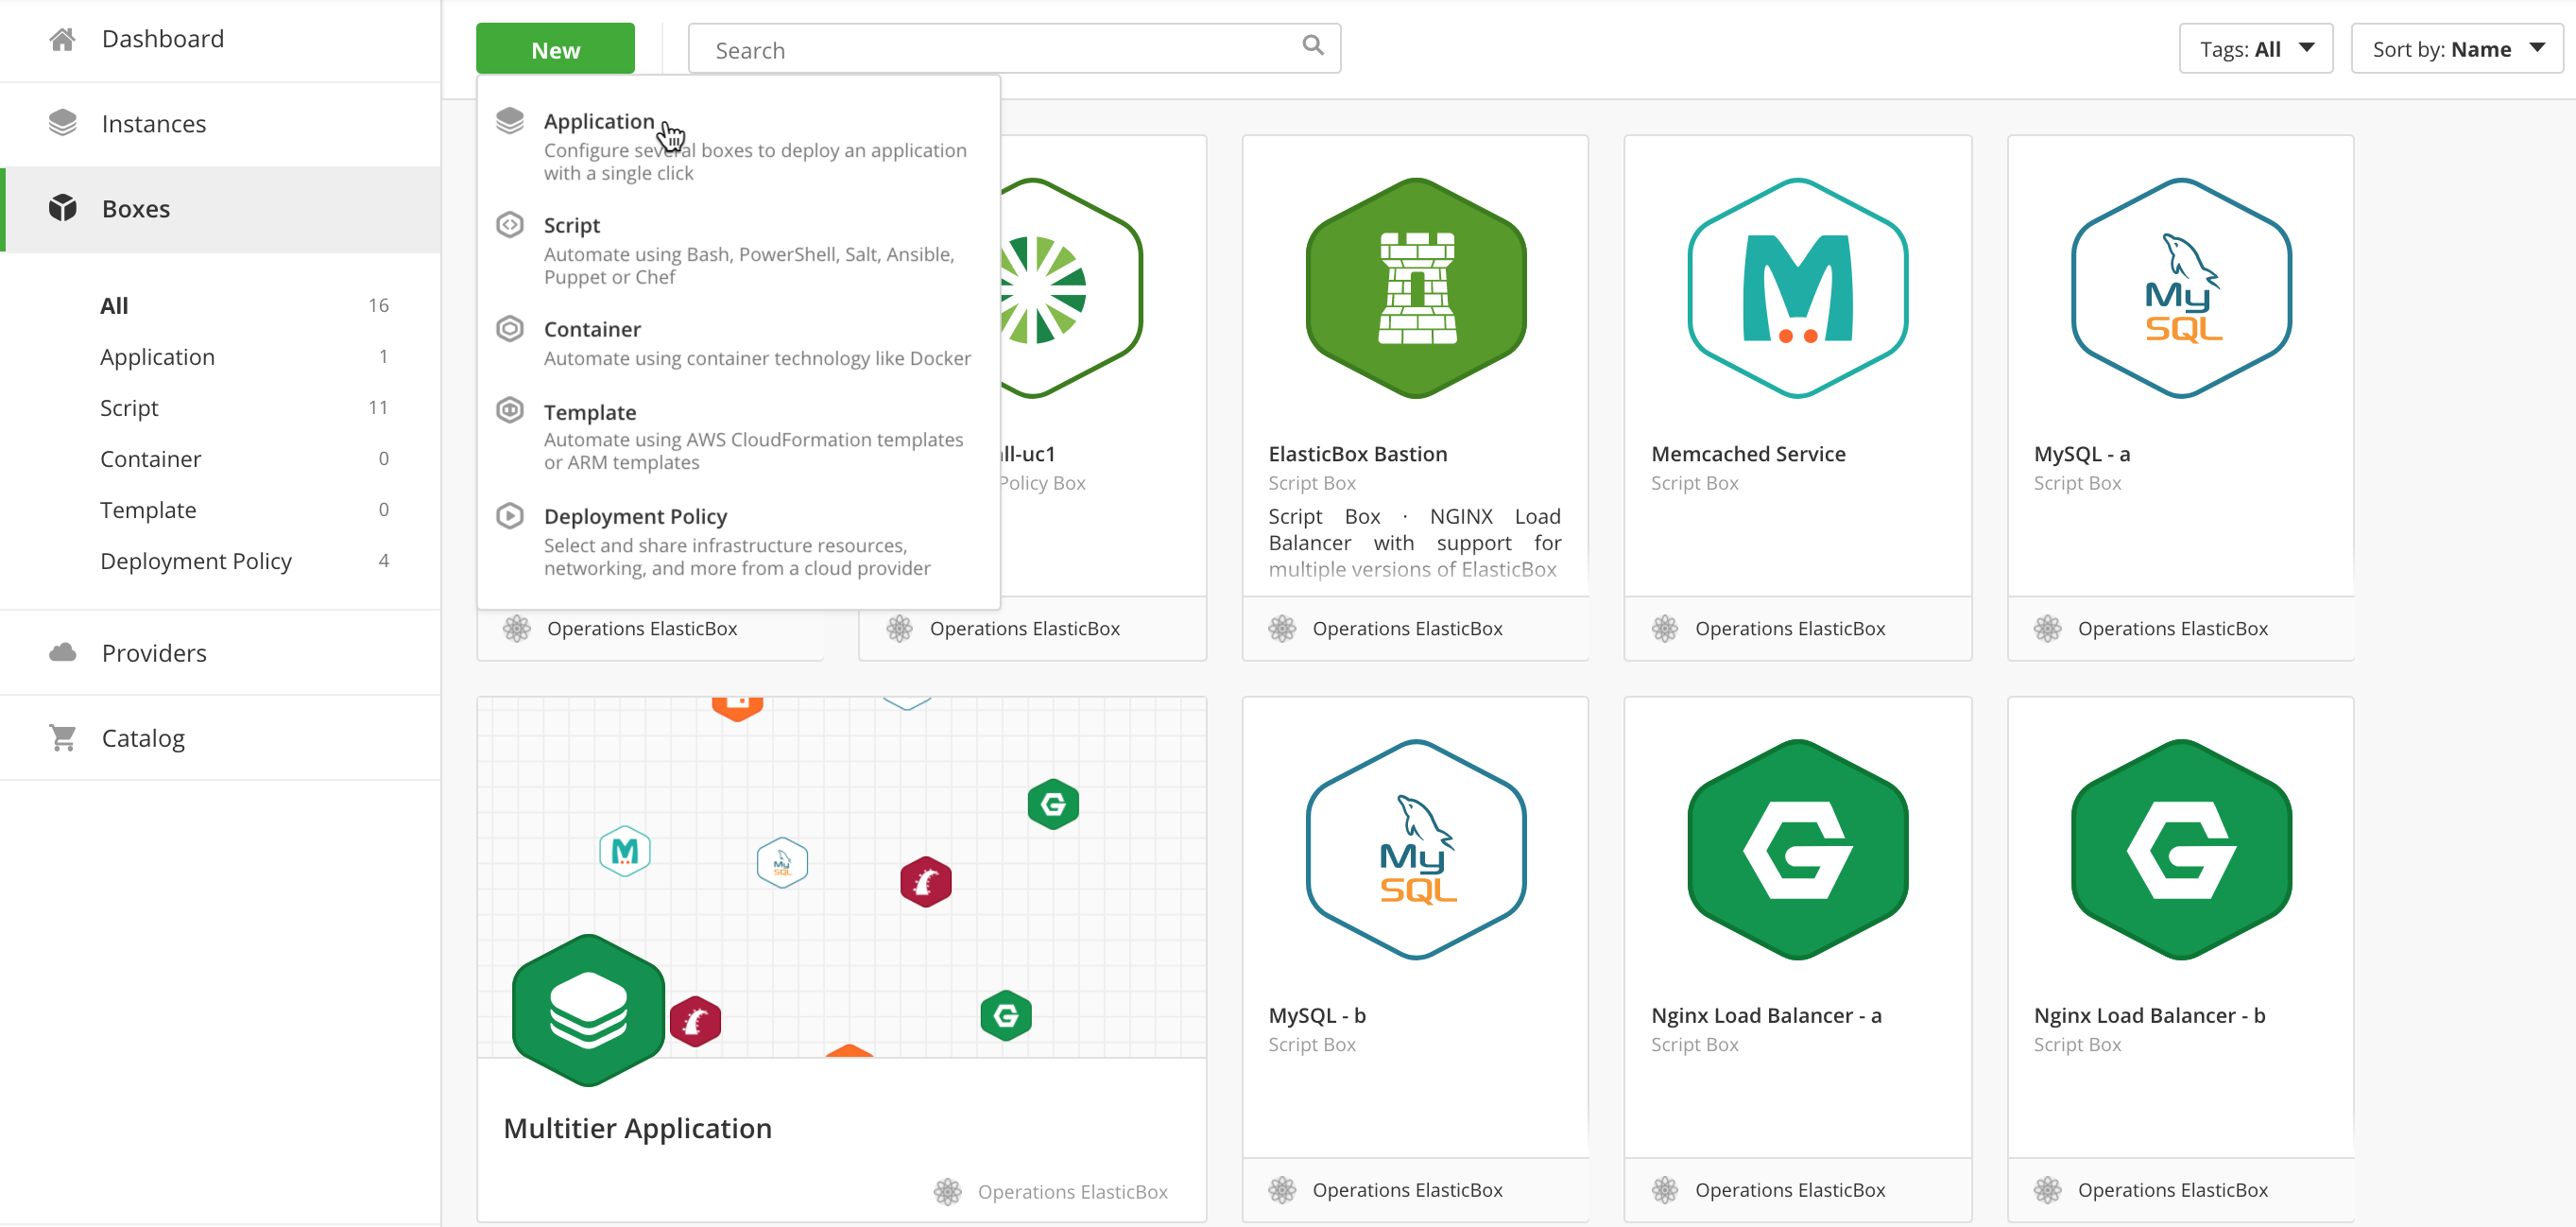 Dashboard
Instances
Boxes
All 16
Application 1
Script 11
Container 0
Template 0
Deployment Policy 4
Providers
Catalog
New
Search
Tags: All
Sort by: Name
Application
Configure several boxes to deploy an application
with a single click
Script
Automate using Bash, PowerShell, Salt, Ansible,
Puppet or Chef
Container
Automate using container technology like Docker
Template
Automate using AWS CloudFormation templates
or ARM templates
Deployment Policy
Select and share infrastructure resources,
networking, and more from a cloud provider
Operations ElasticBox
ll-uc1
Policy Box
Operations ElasticBox
ElasticBox Bastion
Script Box
Script Box · NGINX Load
Balancer with support for
multiple versions of ElasticBox
Operations ElasticBox
M
Memcached Service
Script Box
Operations ElasticBox
My
SQL
MySQL - a
Script Box
Operations ElasticBox
G
M
My
SQL
G
Multitier Application
Operations ElasticBox
My
SQL
MySQL - b
Script Box
Operations ElasticBox
G
Nginx Load Balancer - a
Script Box
Operations ElasticBox
G
Nginx Load Balancer - b
Script Box
Operations ElasticBox